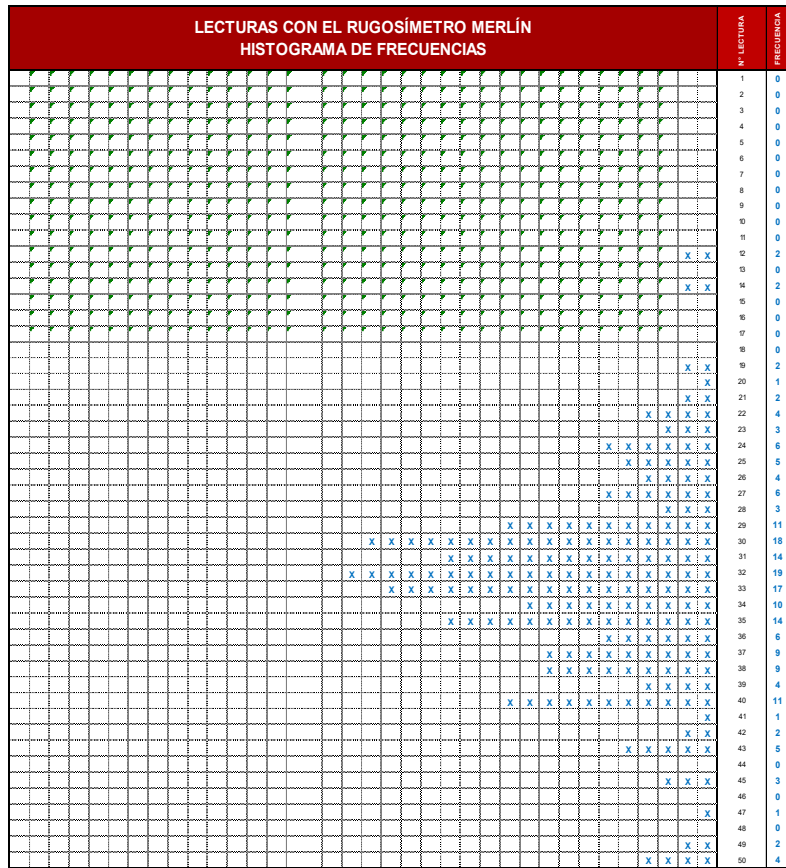 LECTURAS CON EL RUGOSÍMETRO MERLÍN
HISTOGRAMA DE FRECUENCIAS
N° LECTURA
FRECUENCIA
1 0
2 0
3 0
4 0
5 0
6 0
7 0
8 0
9 0
10 0
11 0
X X 12 2
13 0
X X 14 2
15 0
16 0
17 0
18 0
X X 19 2
X 20 1
X X 21 2
X X X X 22 4
X X X 23 3
X X X X X X 24 6
X X X X X 25 5
X X X X 26 4
X X X X X X 27 6
X X X 28 3
X X X X X X X X X X X 29 11
X X X X X X X X X X X X X X X X X X 30 18
X X X X X X X X X X X X X X 31 14
X X X X X X X X X X X X X X X X X X X 32 19
X X X X X X X X X X X X X X X X X 33 17
X X X X X X X X X X 34 10
X X X X X X X X X X X X X X 35 14
X X X X X X 36 6
X X X X X X X X X 37 9
X X X X X X X X X 38 9
X X X X 39 4
X X X X X X X X X X X 40 11
X 41 1
X X 42 2
X X X X X 43 5
44 0
X X X 45 3
46 0
X 47 1
48 0
X X 49 2
X X X X 50 4